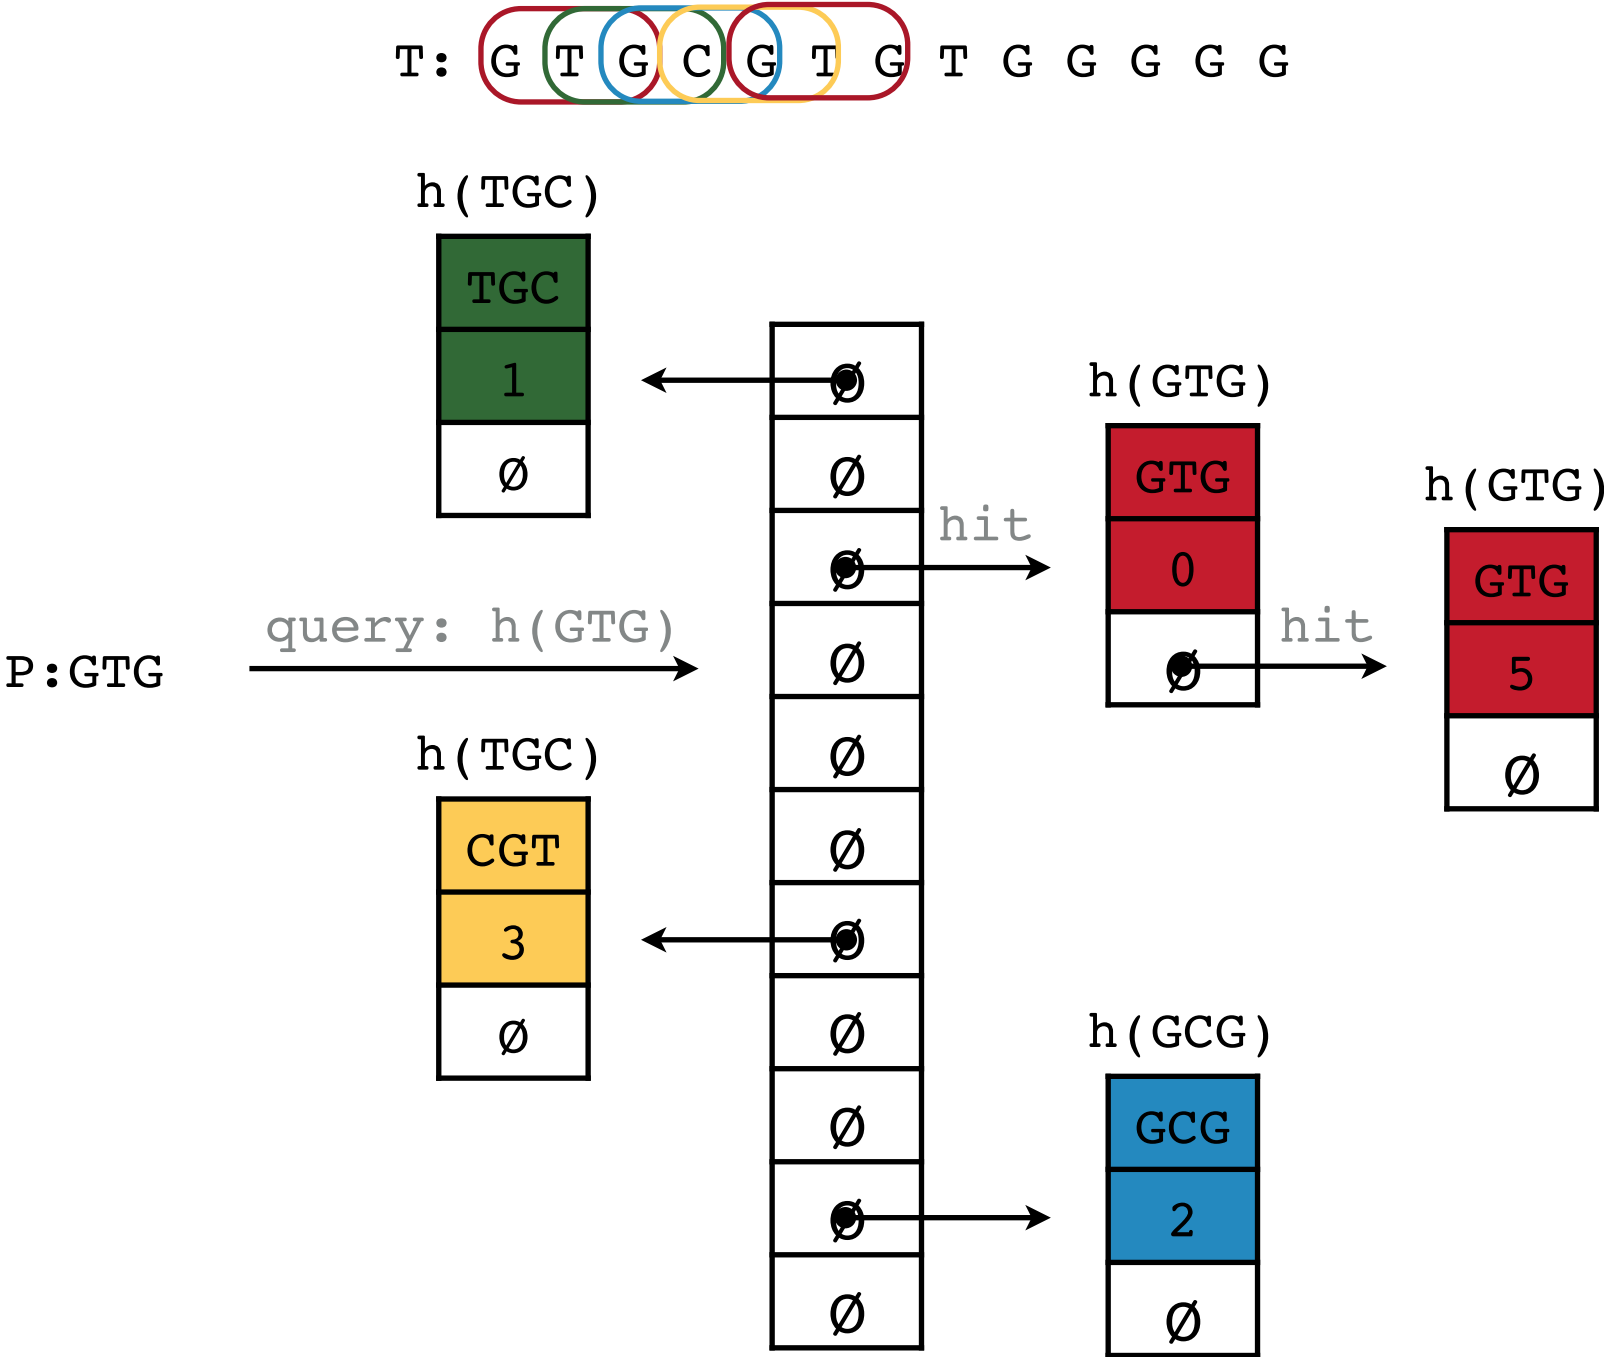 T: G T G C G T G T G G G G G
h(TGC)
TGC
1
Ø
Ø
Ø
Ø
Ø
Ø
Ø
Ø
Ø
Ø
Ø
Ø
hit
h(GTG)
GTG
0
Ø
hit
h(GTG)
GTG
5
Ø
P:GTG
query: h(GTG)
h(TGC)
CGT
3
Ø
h(GCG)
GCG
2
Ø